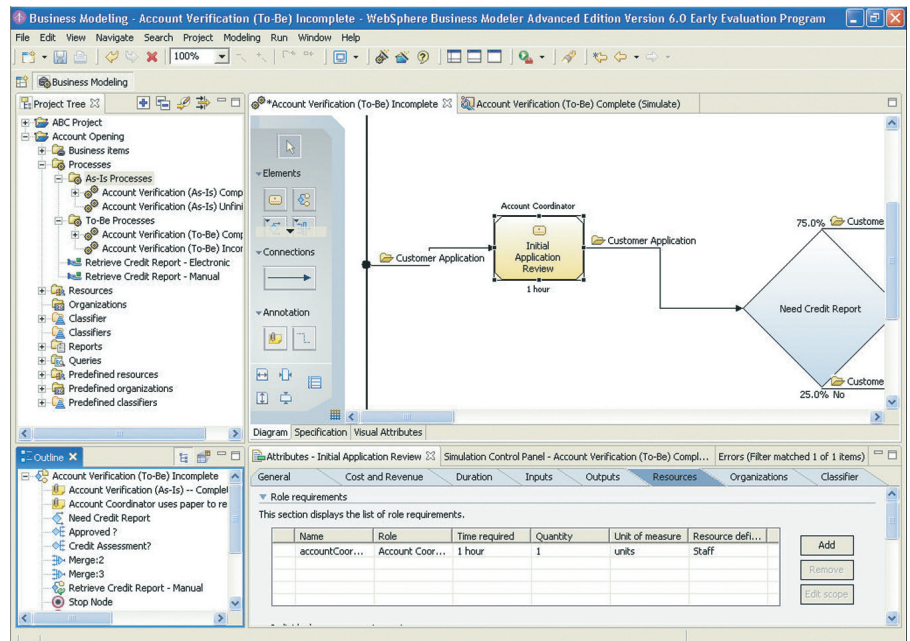 Business Modeling - Account Verification (To-Be) Incomplete - WebSphere Business Modeler Advanced Edition Version 6.0 Early Evaluation Program
File Edit View Navigate Search Project Modeling Run Window Help
100%
Business Modeling
Project Tree
ABC Project
Account Opening
Business items
Processes
As-Is Processes
Account Verification (As-Is) Comp
Account Verification (As-Is) Unfini
To-Be Processes
Account Verification (To-Be) Comp
Account Verification (To-Be) Incor
Retrieve Credit Report - Electronic
Retrieve Credit Report - Manual
Resources
Organizations
Classifier
Classifiers
Reports
Queries
Predefined resources
Predefined organizations
Predefined classifiers
*Account Verification (To-Be) Incomplete
Account Verification (To-Be) Complete (Simulate)
Elements
Connections
Annotation
Customer Application
Account Coordinator
Initial
Application
Review
1 hour
Customer Application
75.0%
Custome
Need Credit Report
Custome
25.0% No
Diagram Specification Visual Attributes
Outline
Account Verification (To-Be) Incomplete
Account Verification (As-Is) -- Complet
Account Coordinator uses paper to re
Need Credit Report
Approved ?
Credit Assessment?
Merge:2
Merge:3
Retrieve Credit Report - Manual
Stop Node
Attributes - Initial Application Review
Simulation Control Panel - Account Verification (To-Be) Compl...
Errors (Filter matched 1 of 1 items)
General Cost and Revenue Duration Inputs Outputs Resources Organizations Classifier
Role requirements
This section displays the list of role requirements.
Name Role Time required Quantity Unit of measure Resource defi...
accountCoor... Account Coor... 1 hour 1 units Staff
Add
Remove
Edit scope